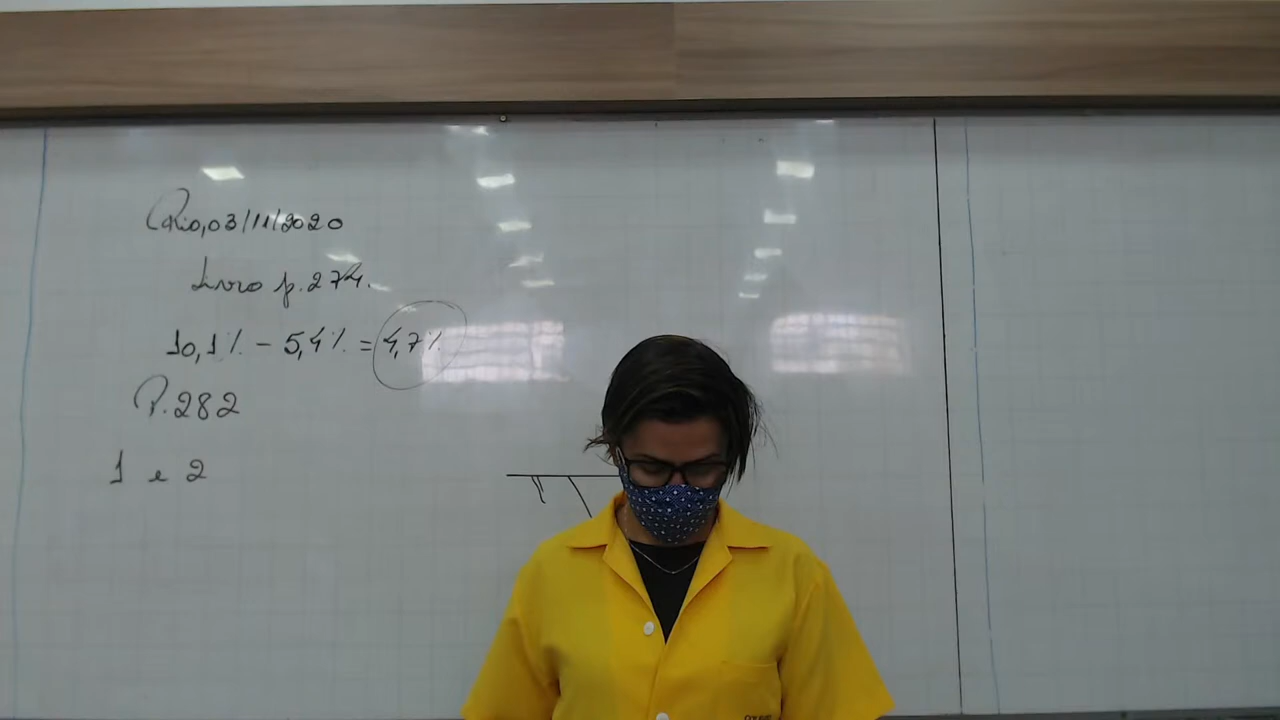 Rio, 03/11/2020
Livro p. 274.
10,1% - 5,4% = 4,7%
P. 282
1 e 2